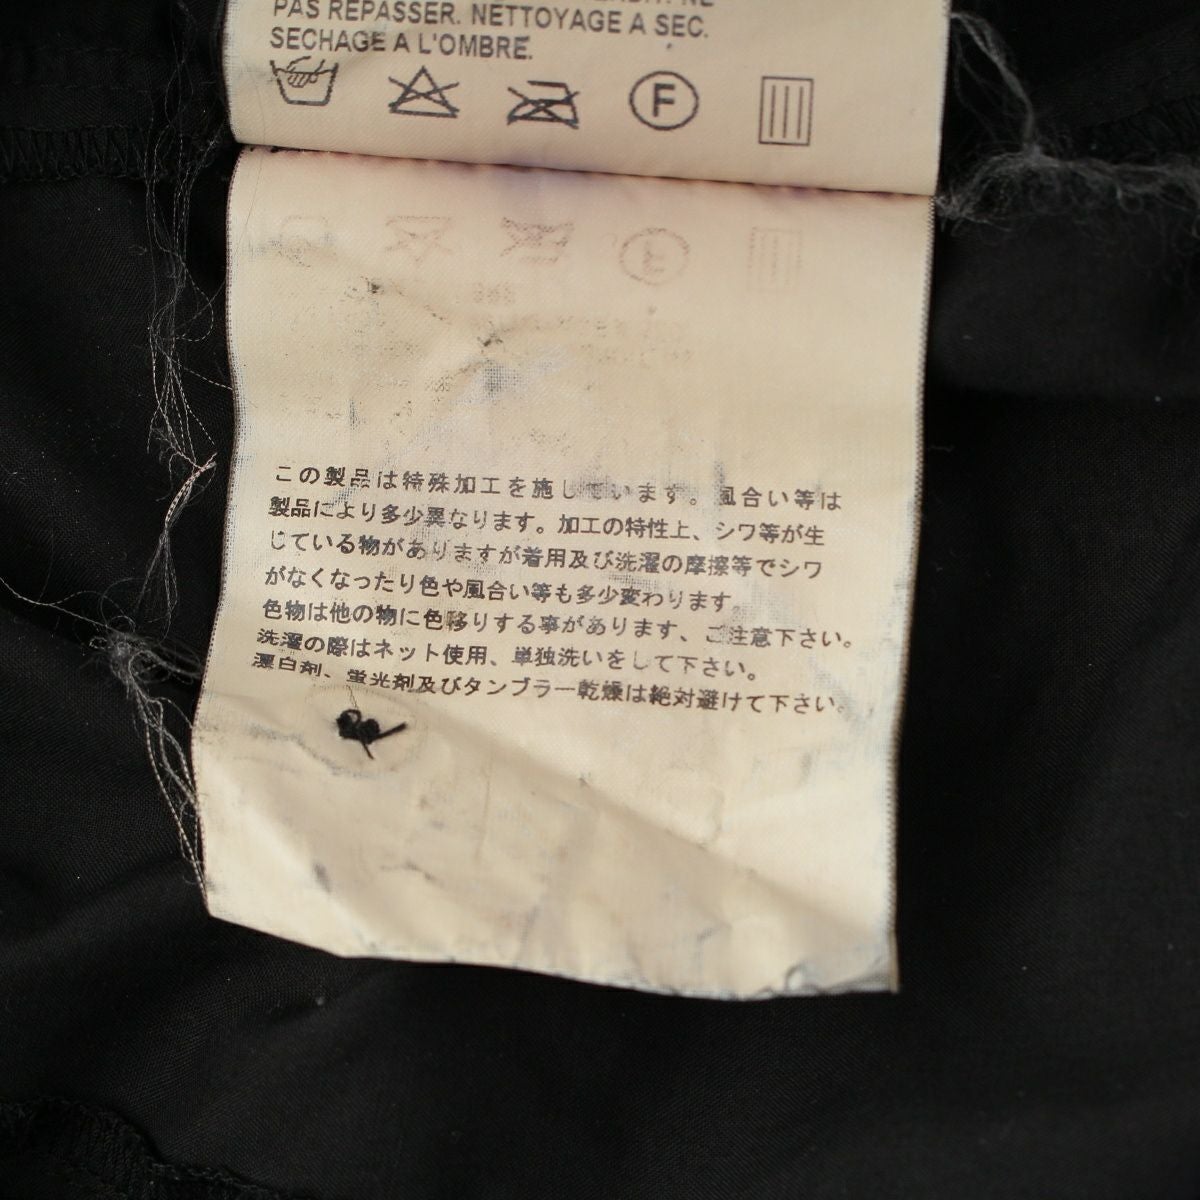 PAS REPASSER. NETTOYAGE A SEC.
SECHAGE A L'OMBRE.
F
この製品は特殊加工を施しています。風合い等は
製品により多少異なります。加工の特性上、シワ等が生
じている物がありますが着用及び洗濯の摩擦等でシワ
がなくなったり色や風合い等も多少変わります。
色物は他の物に色移りする事があります、ご注意下さい。
洗濯の際はネット使用、単独洗いをして下さい。
漂白剤、蛍光剤及びタンブラー乾燥は絶対避けて下さい。